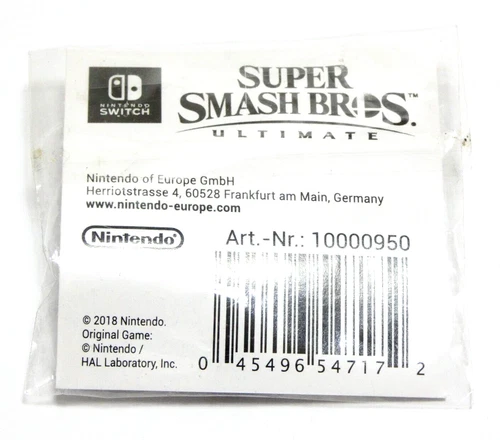 NINTENDO
SWITCH
SUPER
SMASH BROS.™
ULTIMATE
Nintendo of Europe GmbH
Herriotstrasse 4, 60528 Frankfurt am Main, Germany
www.nintendo-europe.com
Nintendo®
Art.-Nr.: 10000950
© 2018 Nintendo.
Original Game:
© Nintendo /
HAL Laboratory, Inc.
0 45496 54717 2